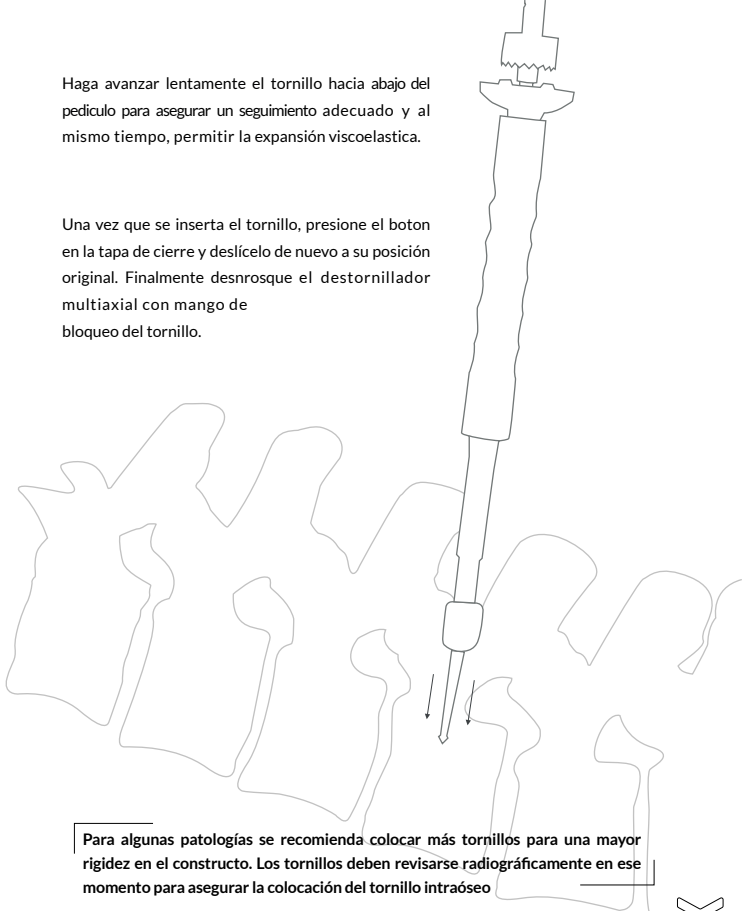 Haga avanzar lentamente el tornillo hacia abajo del
pediculo para asegurar un seguimiento adecuado y al
mismo tiempo, permitir la expansión viscoelastica.
Una vez que se inserta el tornillo, presione el boton
en la tapa de cierre y deslícelo de nuevo a su posición
original. Finalmente desnrosque el destornillador
multiaxial con mango de
bloqueo del tornillo.
Para algunas patologías se recomienda colocar más tornillos para una mayor
rigidez en el constructo. Los tornillos deben revisarse radiográficamente en ese
momento para asegurar la colocación del tornillo intraóseo